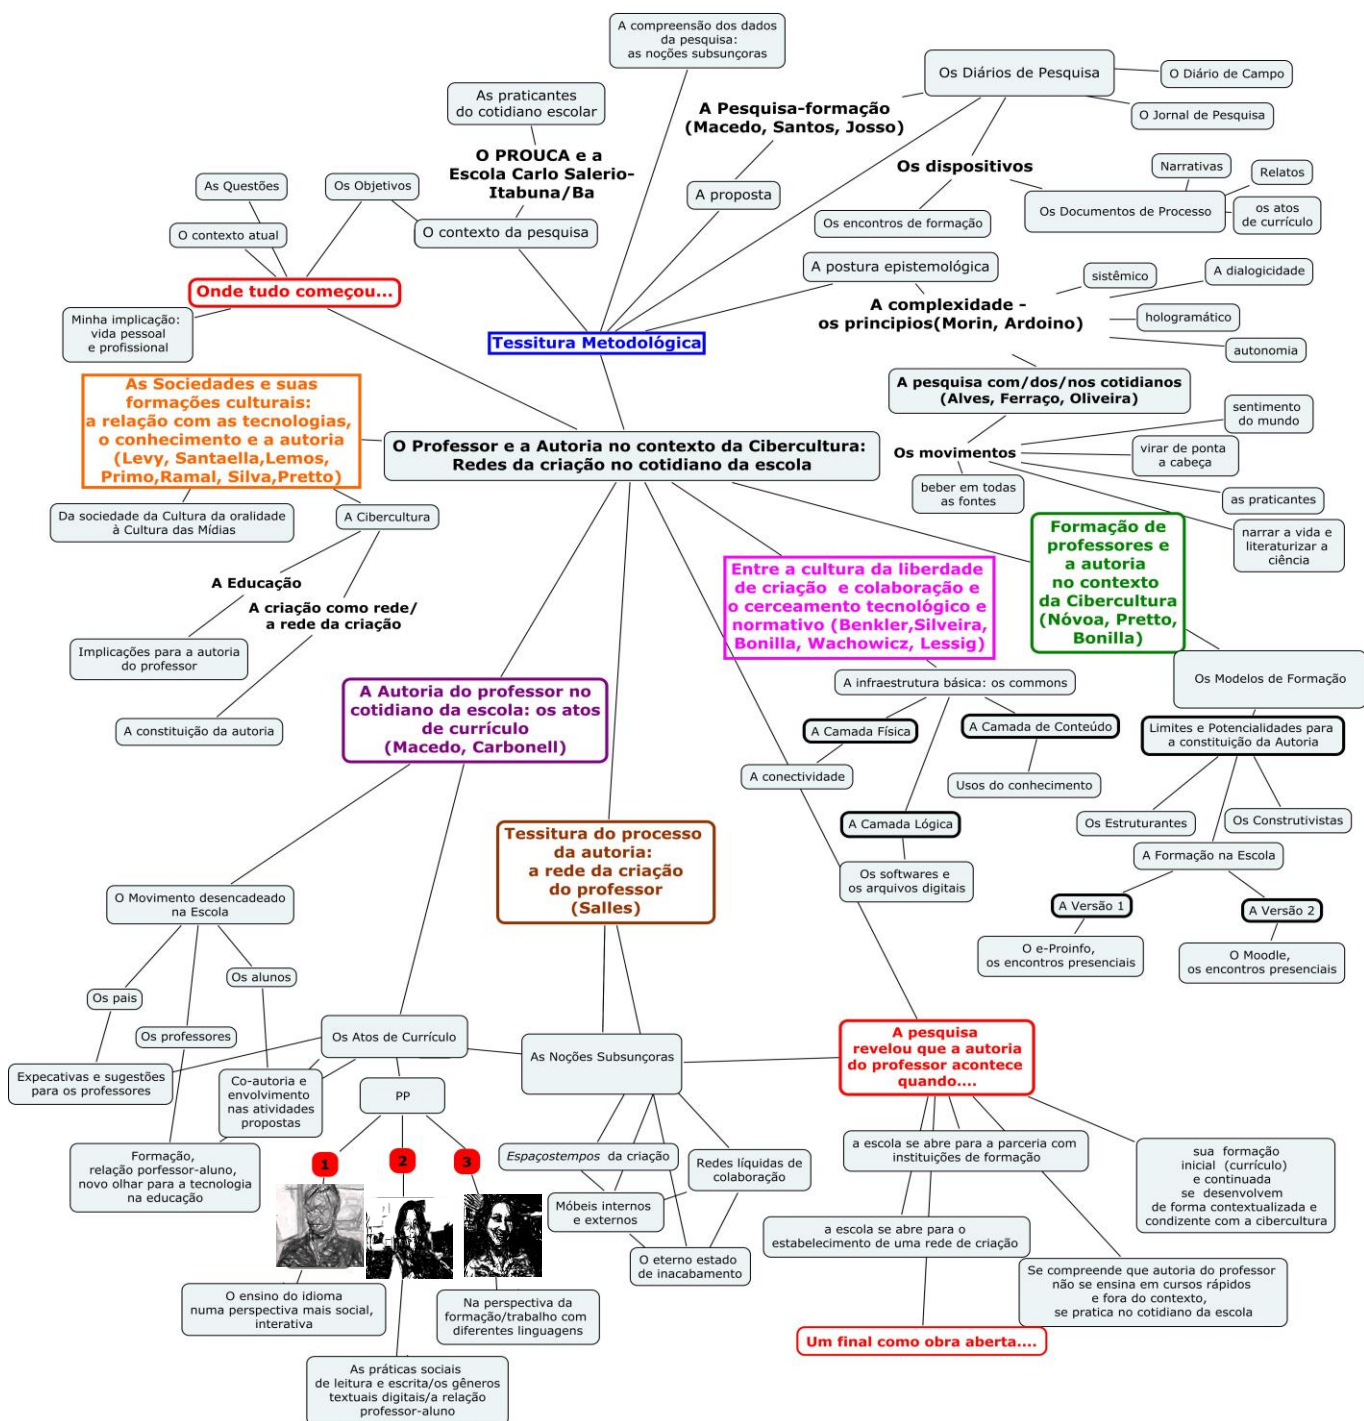 A compreensão dos dados
da pesquisa:
as noções subsunçoras
Os Diários de Pesquisa
O Diário de Campo
O Jornal de Pesquisa
As praticantes
do cotidiano escolar
A Pesquisa-formação
(Macedo, Santos, Josso)
O PROUCA e a
Escola Carlo Salerio-
Itabuna/Ba
Os dispositivos
Narrativas
Relatos
As Questões
Os Objetivos
A proposta
Os Documentos de Processo
os atos
de currículo
O contexto atual
O contexto da pesquisa
Os encontros de formação
A postura epistemológica
sistêmico
A dialogicidade
Onde tudo começou...
A complexidade –
os principios(Morin, Ardoino)
hologramático
Minha implicação:
vida pessoal
e profissional
Tessitura Metodológica
autonomia
As Sociedades e suas
formações culturais:
a relação com as tecnologias,
o conhecimento e a autoria
(Levy, Santaella,Lemos,
Primo,Ramal, Silva,Pretto)
A pesquisa com/dos/nos cotidianos
(Alves, Ferraço, Oliveira)
sentimento
do mundo
O Professor e a Autoria no contexto da Cibercultura:
Redes da criação no cotidiano da escola
Os movimentos
virar de ponta
a cabeça
beber em todas
as fontes
as praticantes
narrar a vida e
literaturizar a
ciência
Da sociedade da Cultura da oralidade
à Cultura das Mídias
A Cibercultura
Formação de
professores e
a autoria
no contexto
da Cibercultura
(Nóvoa, Pretto,
Bonilla)
Entre a cultura da liberdade
de criação  e colaboração e
o cerceamento tecnológico e
normativo (Benkler,Silveira,
Bonilla, Wachowicz, Lessig)
A Educação
A criação como rede/
a rede da criação
Implicações para a autoria
do professor
A constituição da autoria
A Autoria do professor no
cotidiano da escola: os atos
de currículo
(Macedo, Carbonell)
A infraestrutura básica: os commons
Os Modelos de Formação
A Camada Física
A Camada de Conteúdo
Limites e Potencialidades para
a constituição da Autoria
A conectividade
Usos do conhecimento
A Camada Lógica
Os Estruturantes
Os Construtivistas
A Formação na Escola
Tessitura do processo
da autoria:
a rede da criação
do professor
(Salles)
Os softwares e
os arquivos digitais
A Versão 1
A Versão 2
O e-Proinfo,
os encontros presenciais
O Moodle,
os encontros presenciais
O Movimento desencadeado
na Escola
Os alunos
Os pais
Os professores
Os Atos de Currículo
As Noções Subsunçoras
A pesquisa
revelou que a autoria
do professor acontece
quando....
Expecativas e sugestões
para os professores
Co-autoria e
envolvimento
nas atividades
propostas
PP
Formação,
relação porfessor-aluno,
novo olhar para a tecnologia
na educação
1
2
3
Espaçostempos da criação
Redes líquidas de
colaboração
Móbeis internos
e externos
O eterno estado
de inacabamento
a escola se abre para a parceria com
instituições de formação
sua  formação
inicial  (currículo)
e continuada
se  desenvolvem
de forma contextualizada e
condizente com a cibercultura
a escola se abre para o
estabelecimento de uma rede de criação
Se compreende que autoria do professor
não se ensina em cursos rápidos
e fora do contexto,
se pratica no cotidiano da escola
O ensino do idioma
numa perspectiva mais social,
interativa
Na perspectiva da
formação/trabalho com
diferentes linguagens
Um final como obra aberta....
As práticas sociais
de leitura e escrita/os gêneros
textuais digitais/a relação
professor-aluno